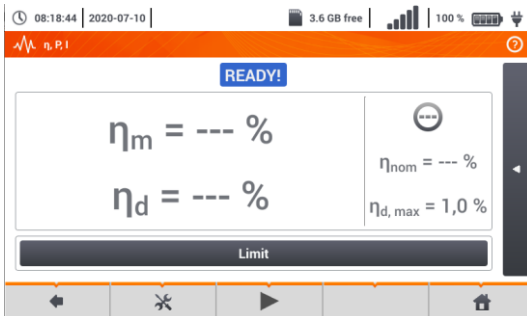 08:18:44 2020-07-10 3.6 GB free 100 %
η, P, I
READY!
ηm = --- %
ηd = --- %
---
ηnom = --- %
ηd, max = 1,0 %
Limit